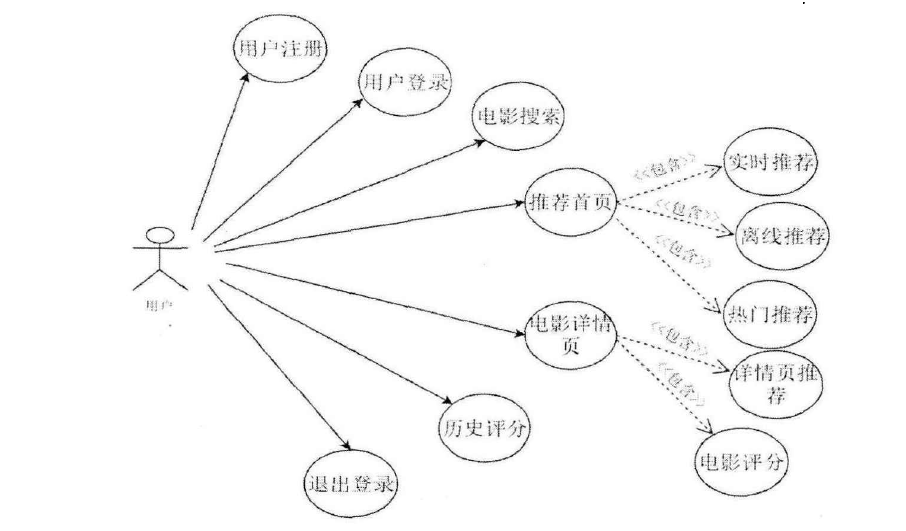 用户注册
用户登录
电影搜索
推荐首页
<<包含>>
实时推荐
<<包含>>
离线推荐
<<包含>>
热门推荐
用户
电影详情
页
<<包含>>
详情页推
荐
<<包含>>
电影评分
历史评分
退出登录